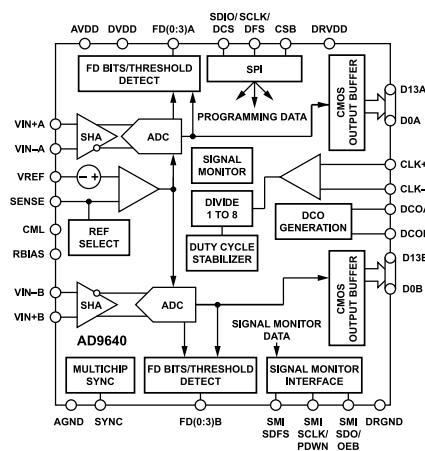 AVDD
DVDD
FD(0:3)A
SDIO/
DCS
SCLK/
DFS
CSB
DRVDD
FD BITS/THRESHOLD
DETECT
SPI
PROGRAMMING DATA
CMOS
OUTPUT BUFFER
D13A
D0A
VIN+A
VIN–A
SHA
ADC
VREF
SENSE
CML
RBIAS
REF
SELECT
SIGNAL
MONITOR
DIVIDE
1 TO 8
DUTY CYCLE
STABILIZER
DCO
GENERATION
CLK+
CLK–
DCOA
D13B
D0B
VIN–B
VIN+B
SHA
ADC
CMOS
OUTPUT BUFFER
SIGNAL MONITOR
DATA
AD9640
MULTICHIP
SYNC
FD BITS/THRESHOLD
DETECT
SIGNAL MONITOR
INTERFACE
AGND
SYNC
FD(0:3)B
SMI
SDFS
SMI
SCLK/
PDWN
SMI
SDO/
OEB
DRGND